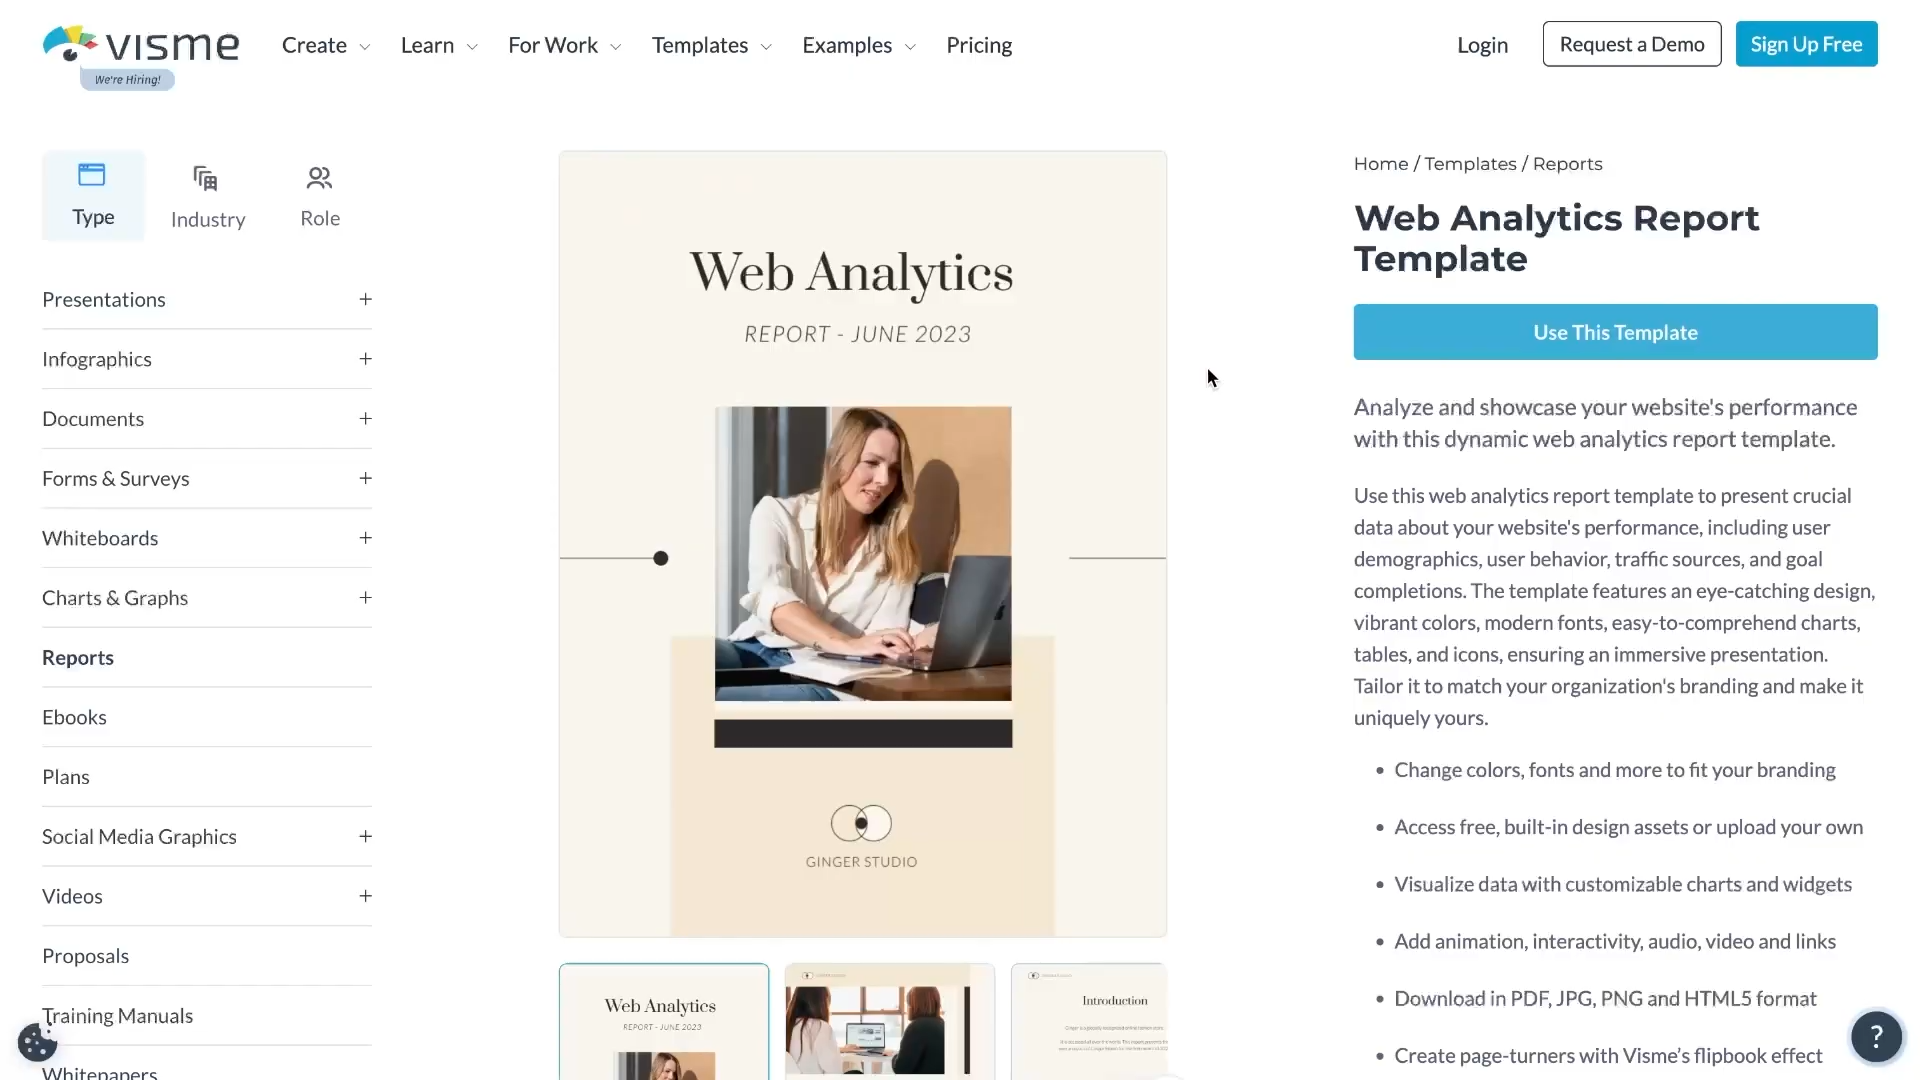 visme
We're Hiring!
Create
Learn
For Work
Templates
Examples
Pricing
Login
Request a Demo
Sign Up Free
Type
Industry
Role
Presentations
Infographics
Documents
Forms & Surveys
Whiteboards
Charts & Graphs
Reports
Ebooks
Plans
Social Media Graphics
Videos
Proposals
Training Manuals
Whitepapers
Web Analytics
REPORT - JUNE 2023
GINGER STUDIO
Web Analytics
REPORT - JUNE 2023
Introduction
Home / Templates / Reports
Web Analytics Report
Template
Use This Template
Analyze and showcase your website's performance
with this dynamic web analytics report template.
Use this web analytics report template to present crucial
data about your website's performance, including user
demographics, user behavior, traffic sources, and goal
completions. The template features an eye-catching design,
vibrant colors, modern fonts, easy-to-comprehend charts,
tables, and icons, ensuring an immersive presentation.
Tailor it to match your organization's branding and make it
uniquely yours.
• Change colors, fonts and more to fit your branding
• Access free, built-in design assets or upload your own
• Visualize data with customizable charts and widgets
• Add animation, interactivity, audio, video and links
• Download in PDF, JPG, PNG and HTML5 format
• Create page-turners with Visme’s flipbook effect
?